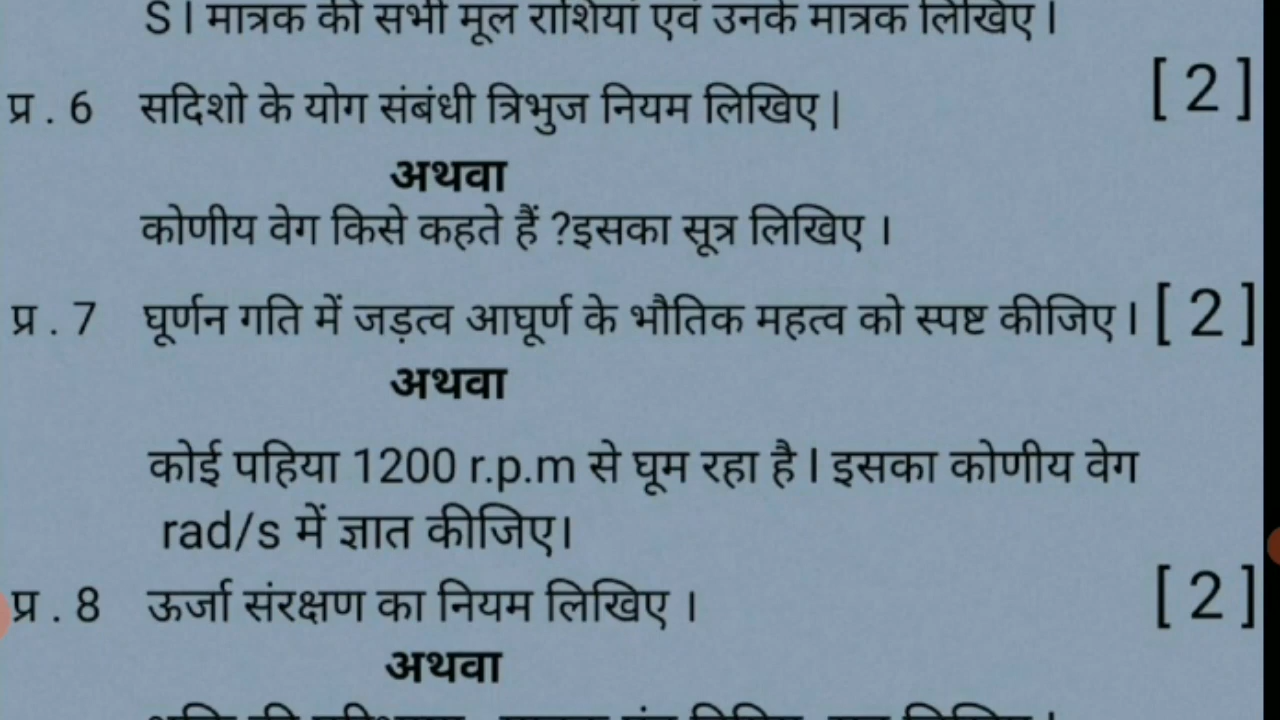 S I मात्रक की सभी मूल राशियां एवं उनके मात्रक लिखिए ।
प्र . 6 सदिशो के योग संबंधी त्रिभुज नियम लिखिए | [ 2 ]
अथवा
कोणीय वेग किसे कहते हैं ?इसका सूत्र लिखिए ।
प्र . 7 घूर्णन गति में जड़त्व आघूर्ण के भौतिक महत्व को स्पष्ट कीजिए । [ 2 ]
अथवा
कोई पहिया 1200 r.p.m से घूम रहा है । इसका कोणीय वेग
rad/s में ज्ञात कीजिए।
प्र . 8 ऊर्जा संरक्षण का नियम लिखिए । [ 2 ]
अथवा